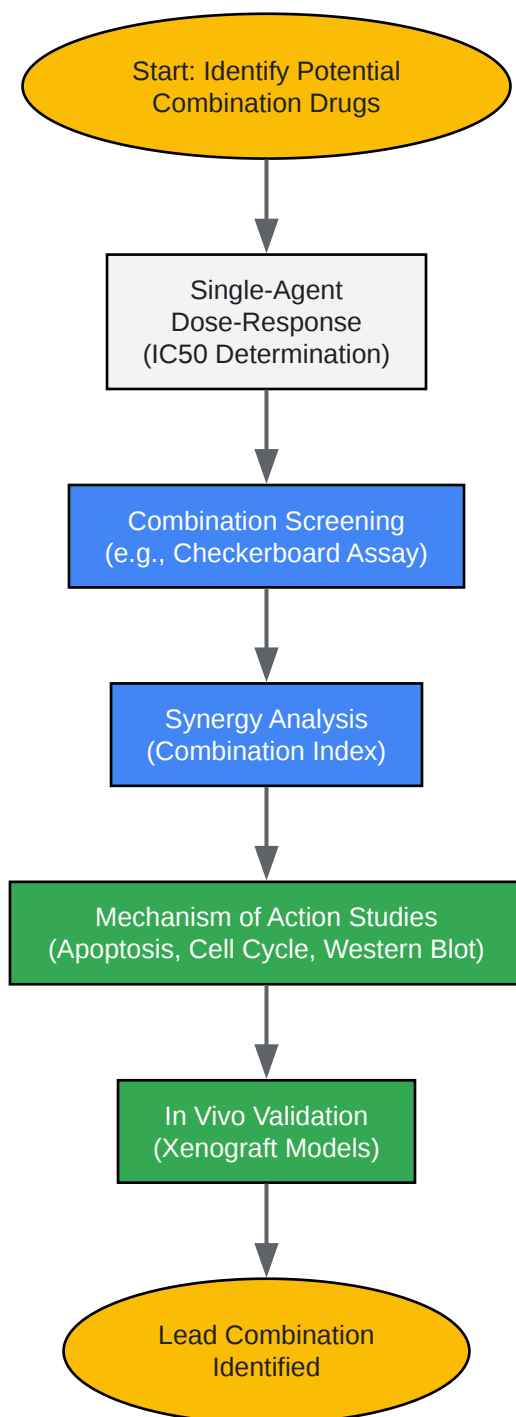 Start: Identify Potential
Combination Drugs
Single-Agent
Dose-Response
(IC50 Determination)
Combination Screening
(e.g., Checkerboard Assay)
Synergy Analysis
(Combination Index)
Mechanism of Action Studies
(Apoptosis, Cell Cycle, Western Blot)
In Vivo Validation
(Xenograft Models)
Lead Combination
Identified